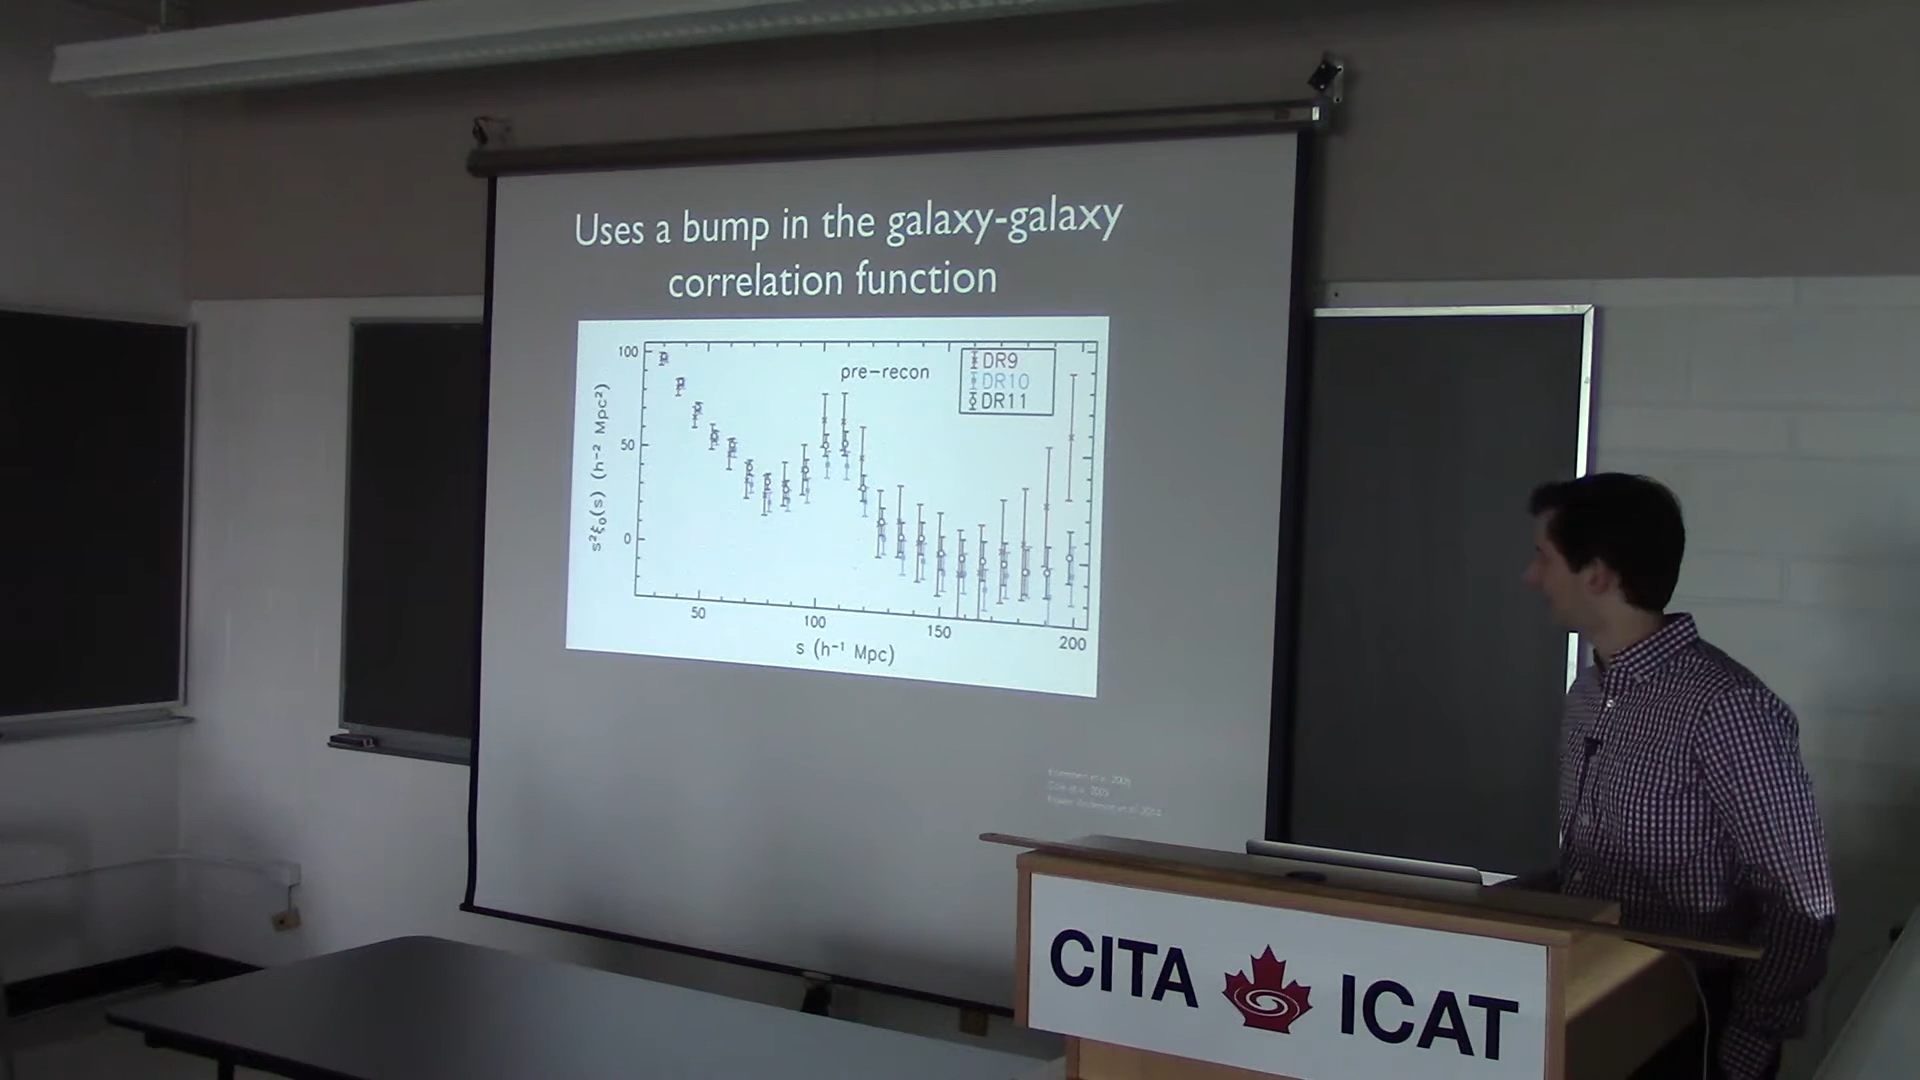 Uses a bump in the galaxy-galaxy
correlation function
pre-recon
DR9
DR10
DR11
100
50
0
s²ξ₀(s) (h⁻² Mpc²)
50
100
150
200
s (h⁻¹ Mpc)
CITA ICAT